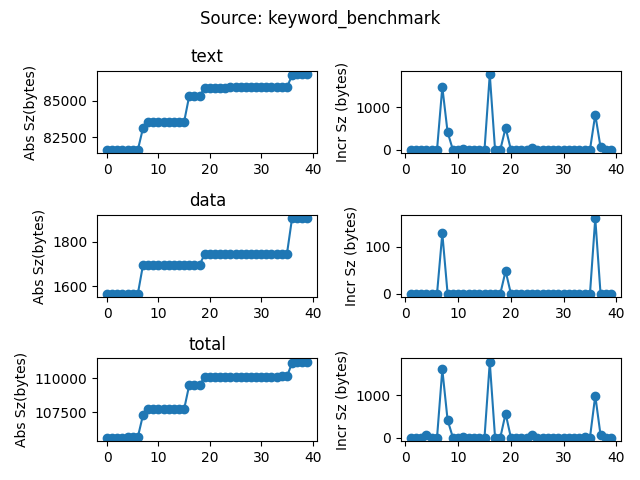 Source: keyword_benchmark
text
Abs Sz(bytes)
85000
82500
0 10 20 30 40
Incr Sz (bytes)
1000
0
0 10 20 30 40
data
Abs Sz(bytes)
1800
1600
0 10 20 30 40
Incr Sz (bytes)
100
0
0 10 20 30 40
total
Abs Sz(bytes)
110000
107500
0 10 20 30 40
Incr Sz (bytes)
1000
0
0 10 20 30 40